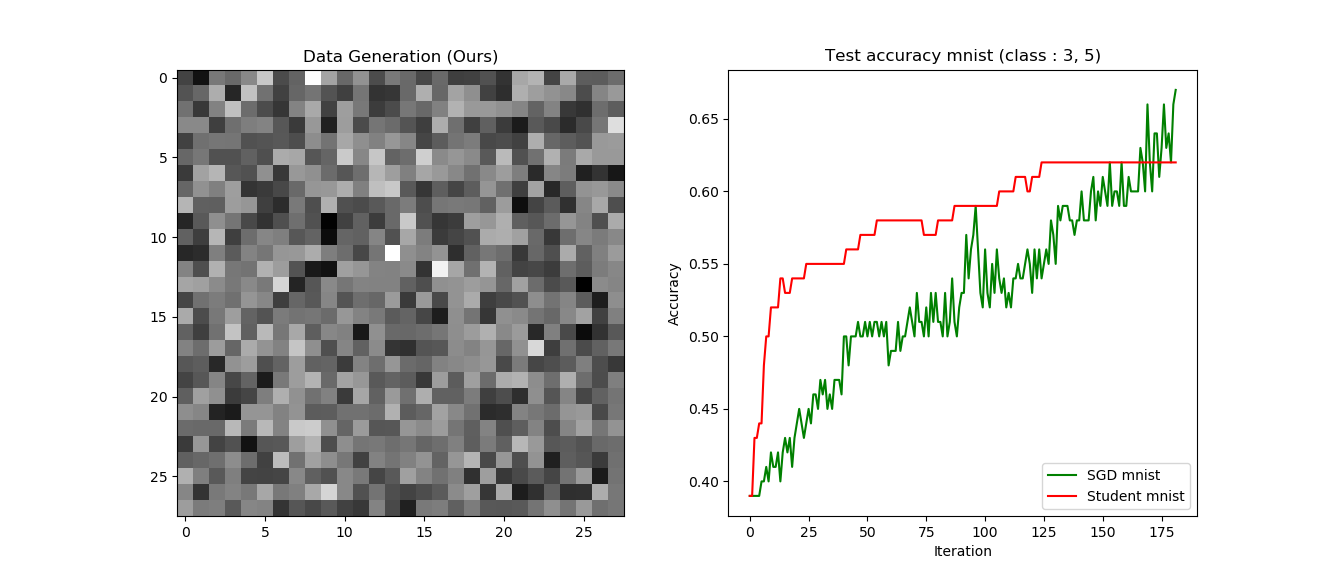 Data Generation (Ours)
0
5
10
15
20
25
0 5 10 15 20 25
Test accuracy mnist (class : 3, 5)
Accuracy
0.65
0.60
0.55
0.50
0.45
0.40
SGD mnist
Student mnist
0 25 50 75 100 125 150 175
Iteration